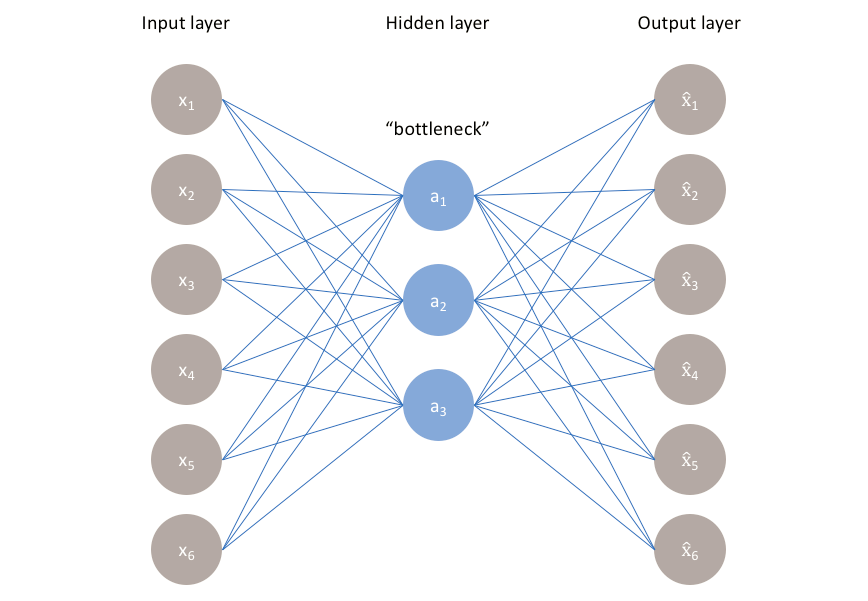 Input layer
Hidden layer
Output layer
“bottleneck”
x1
x2
x3
x4
x5
x6
a1
a2
a3
x̂1
x̂2
x̂3
x̂4
x̂5
x̂6